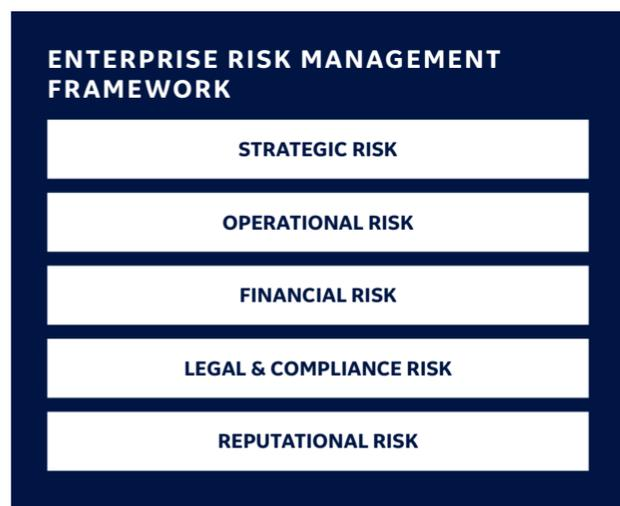 ENTERPRISE RISK MANAGEMENT
FRAMEWORK
STRATEGIC RISK
OPERATIONAL RISK
FINANCIAL RISK
LEGAL & COMPLIANCE RISK
REPUTATIONAL RISK